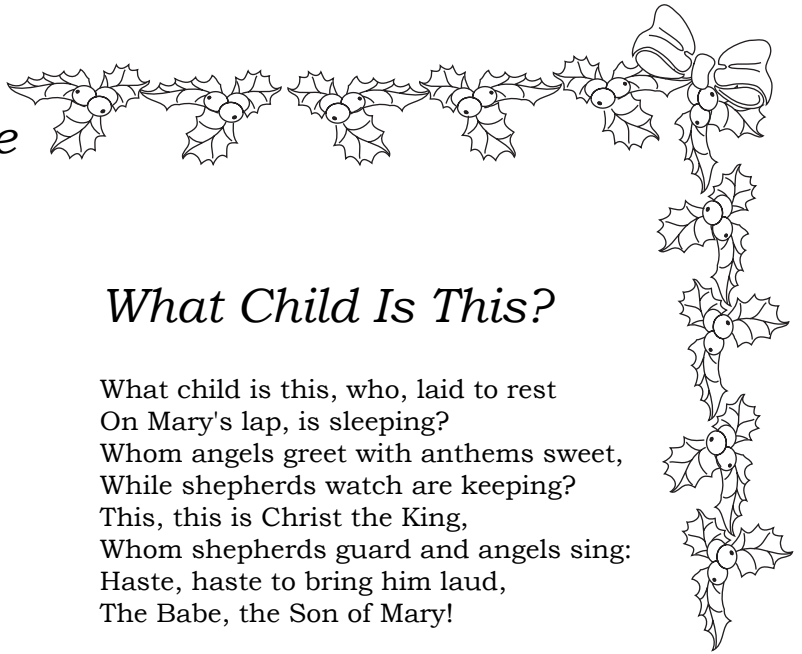 e
What Child Is This?
What child is this, who, laid to rest
On Mary's lap, is sleeping?
Whom angels greet with anthems sweet,
While shepherds watch are keeping?
This, this is Christ the King,
Whom shepherds guard and angels sing:
Haste, haste to bring him laud,
The Babe, the Son of Mary!